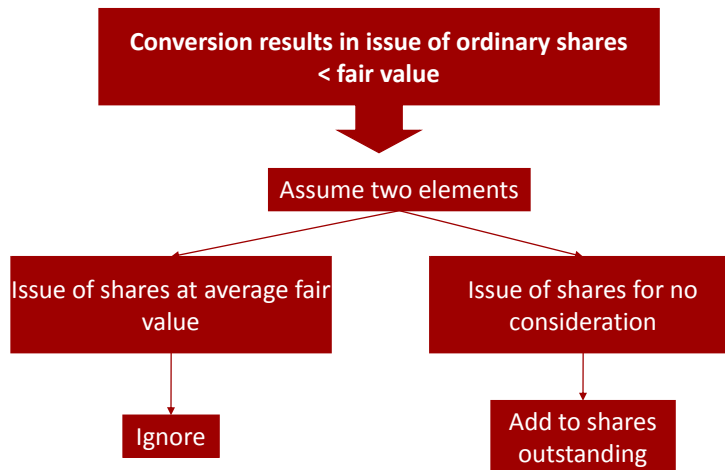 Conversion results in issue of ordinary shares
< fair value
Assume two elements
Issue of shares at average fair
value
Issue of shares for no
consideration
Ignore
Add to shares
outstanding